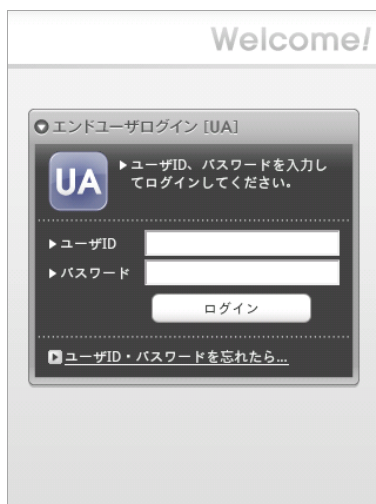 Welcome!
エンドユーザログイン [UA]
UA
ユーザID、パスワードを入力し
てログインしてください。
ユーザID
パスワード
ログイン
ユーザID・パスワードを忘れたら...